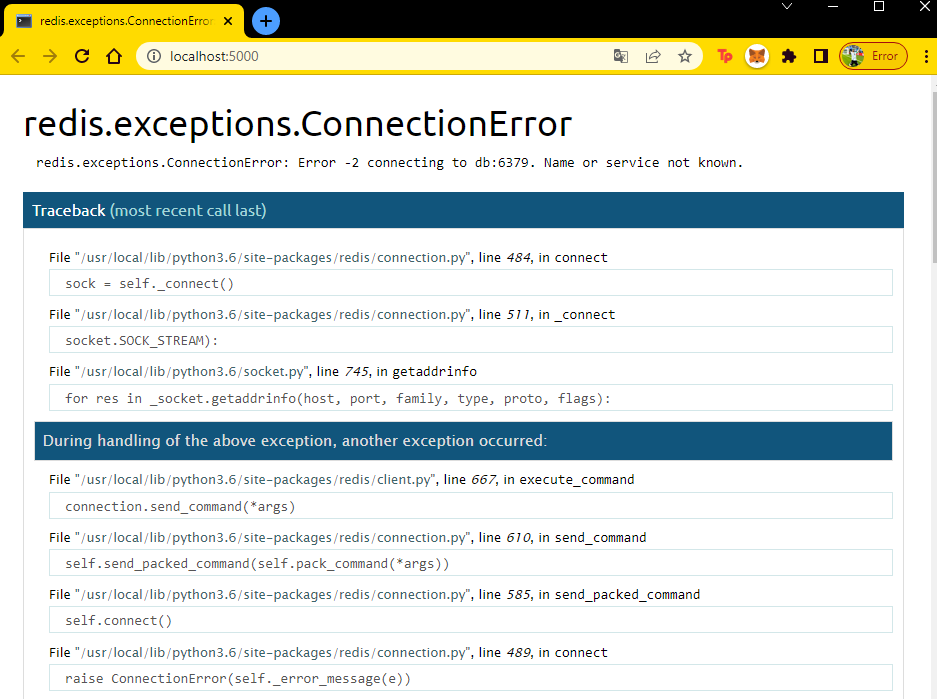 redis.exceptions.ConnectionError
localhost:5000
Tp
Error
redis.exceptions.ConnectionError
redis.exceptions.ConnectionError: Error -2 connecting to db:6379. Name or service not known.
Traceback (most recent call last)
File "/usr/local/lib/python3.6/site-packages/redis/connection.py", line 484, in connect
sock = self._connect()
File "/usr/local/lib/python3.6/site-packages/redis/connection.py", line 511, in _connect
socket.SOCK_STREAM):
File "/usr/local/lib/python3.6/socket.py", line 745, in getaddrinfo
for res in _socket.getaddrinfo(host, port, family, type, proto, flags):
During handling of the above exception, another exception occurred:
File "/usr/local/lib/python3.6/site-packages/redis/client.py", line 667, in execute_command
connection.send_command(*args)
File "/usr/local/lib/python3.6/site-packages/redis/connection.py", line 610, in send_command
self.send_packed_command(self.pack_command(*args))
File "/usr/local/lib/python3.6/site-packages/redis/connection.py", line 585, in send_packed_command
self.connect()
File "/usr/local/lib/python3.6/site-packages/redis/connection.py", line 489, in connect
raise ConnectionError(self._error_message(e))